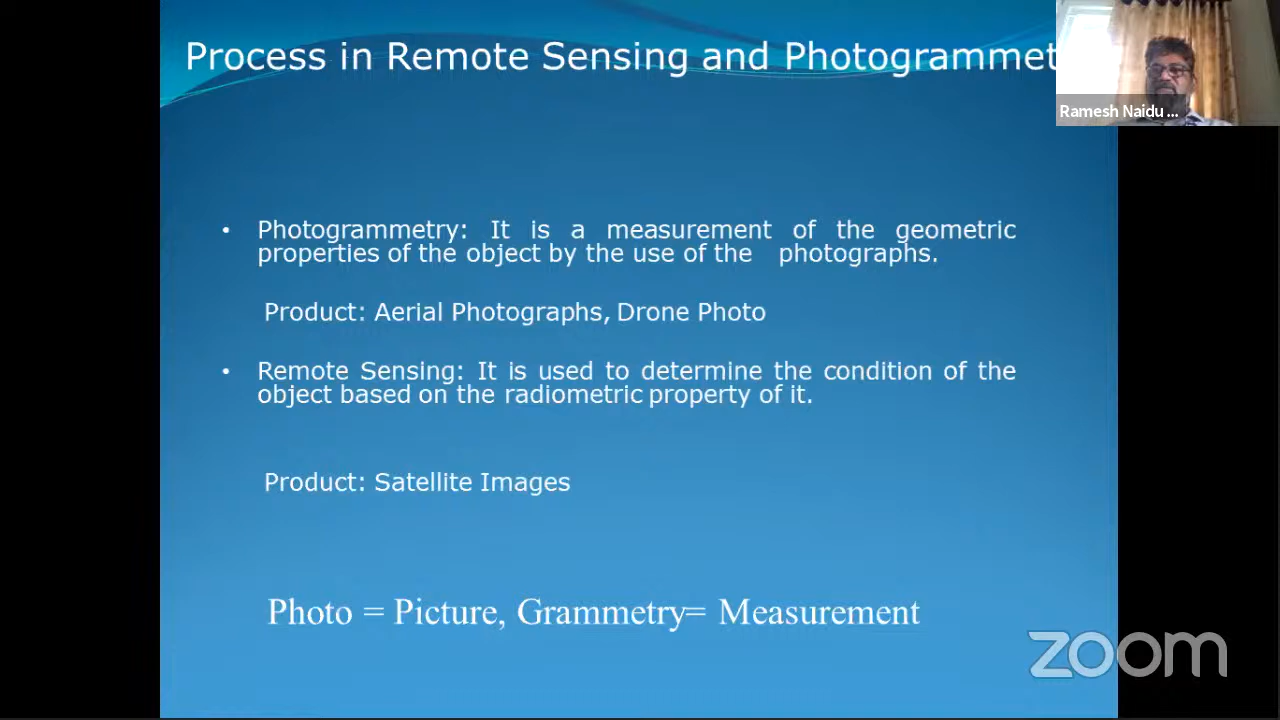 Process in Remote Sensing and Photogrammet
Ramesh Naidu ...
• Photogrammetry: It is a measurement of the geometric
properties of the object by the use of the photographs.
Product: Aerial Photographs, Drone Photo
• Remote Sensing: It is used to determine the condition of the
object based on the radiometric property of it.
Product: Satellite Images
Photo = Picture, Grammetry= Measurement
zoom